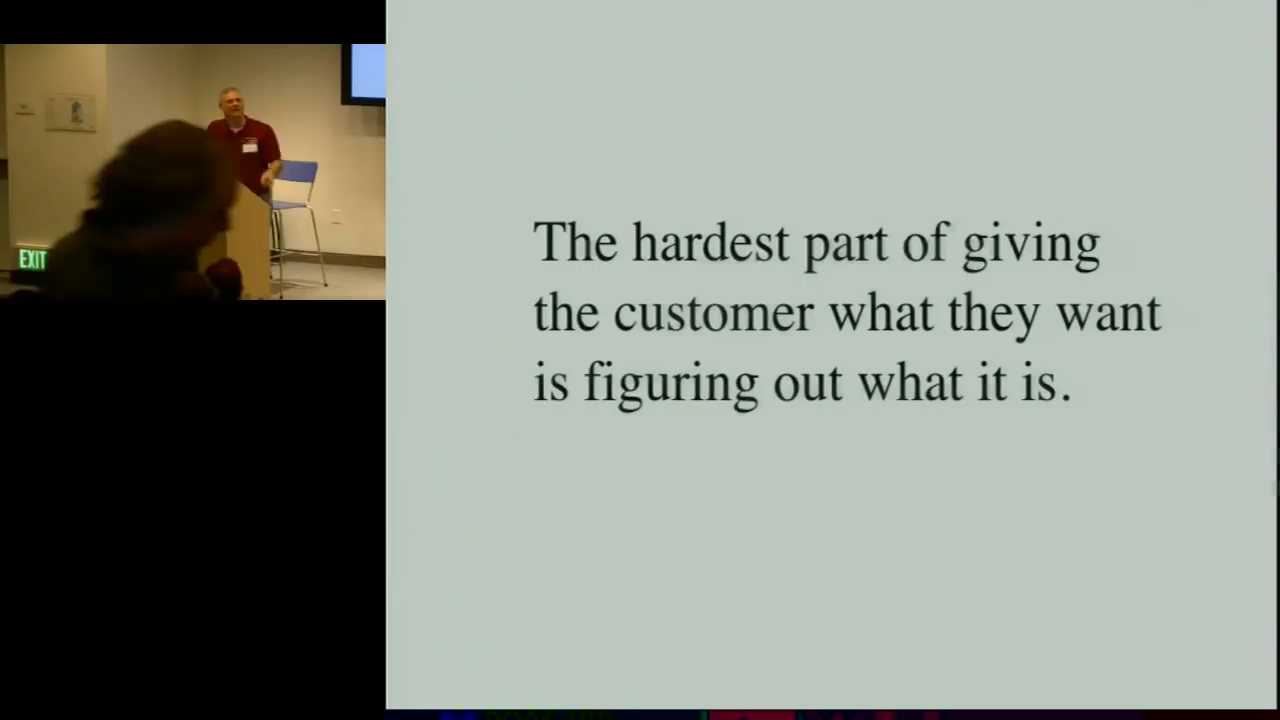 EXIT
The hardest part of giving
the customer what they want
is figuring out what it is.